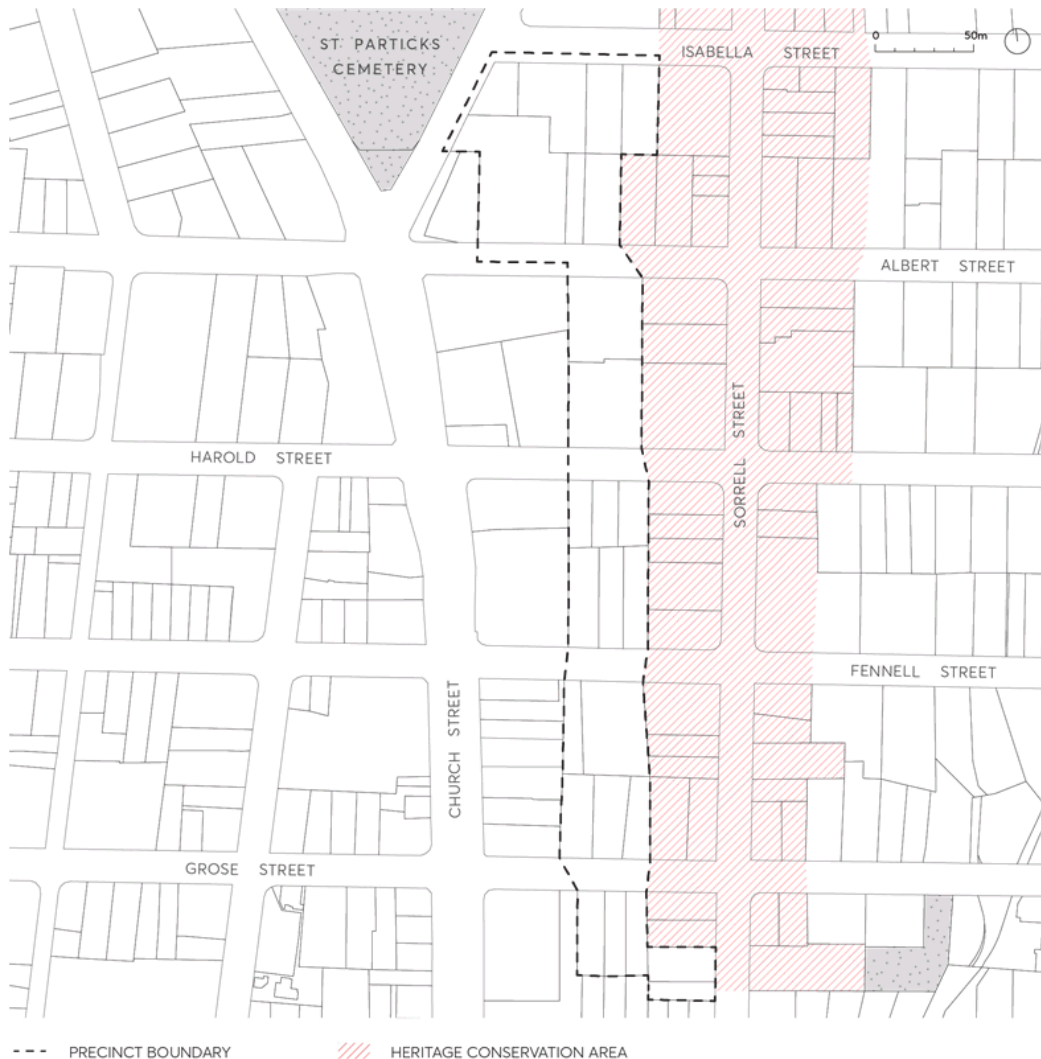 ST PARTICKS
CEMETERY
ISABELLA STREET
0 50m
ALBERT STREET
SORRELL STREET
HAROLD STREET
FENNELL STREET
CHURCH STREET
GROSE STREET
PRECINCT BOUNDARY
HERITAGE CONSERVATION AREA